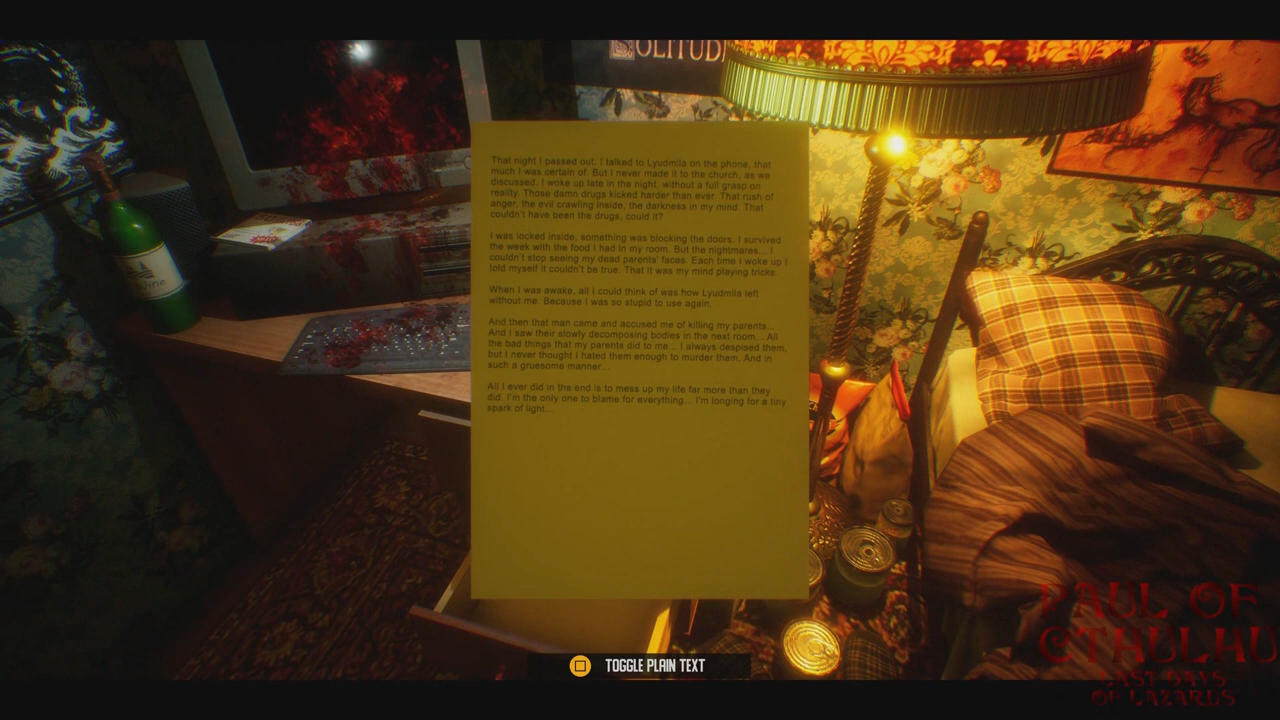 SOLITUD
That night I passed out. I talked to Lyudmila on the phone, that
much I was certain of. But I never made it to the church, as we
discussed. I woke up late in the night, without a full grasp on
reality. Those damn drugs kicked harder than ever. That rush of
anger, the evil crawling inside, the darkness in my mind. That
couldn't have been the drugs, could it?
I was locked inside, something was blocking the doors. I survived
the week with the food I had in my room. But the nightmares... I
couldn't stop seeing my dead parents' faces. Each time I woke up I
told myself it couldn't be true. That it was my mind playing tricks.
When I was awake, all I could think of was how Lyudmila left
without me. Because I was so stupid to use again.
And then that man came and accused me of killing my parents...
And I saw their slowly decomposing bodies in the next room... All
the bad things that my parents did to me... I always despised them,
but I never thought I hated them enough to murder them. And in
such a gruesome manner...
All I ever did in the end is to mess up my life far more than they
did. I'm the only one to blame for everything... I'm longing for a tiny
spark of light...
TOGGLE PLAIN TEXT
PAUL OF
CTHULHU
LAST DAYS
OF LAZARUS